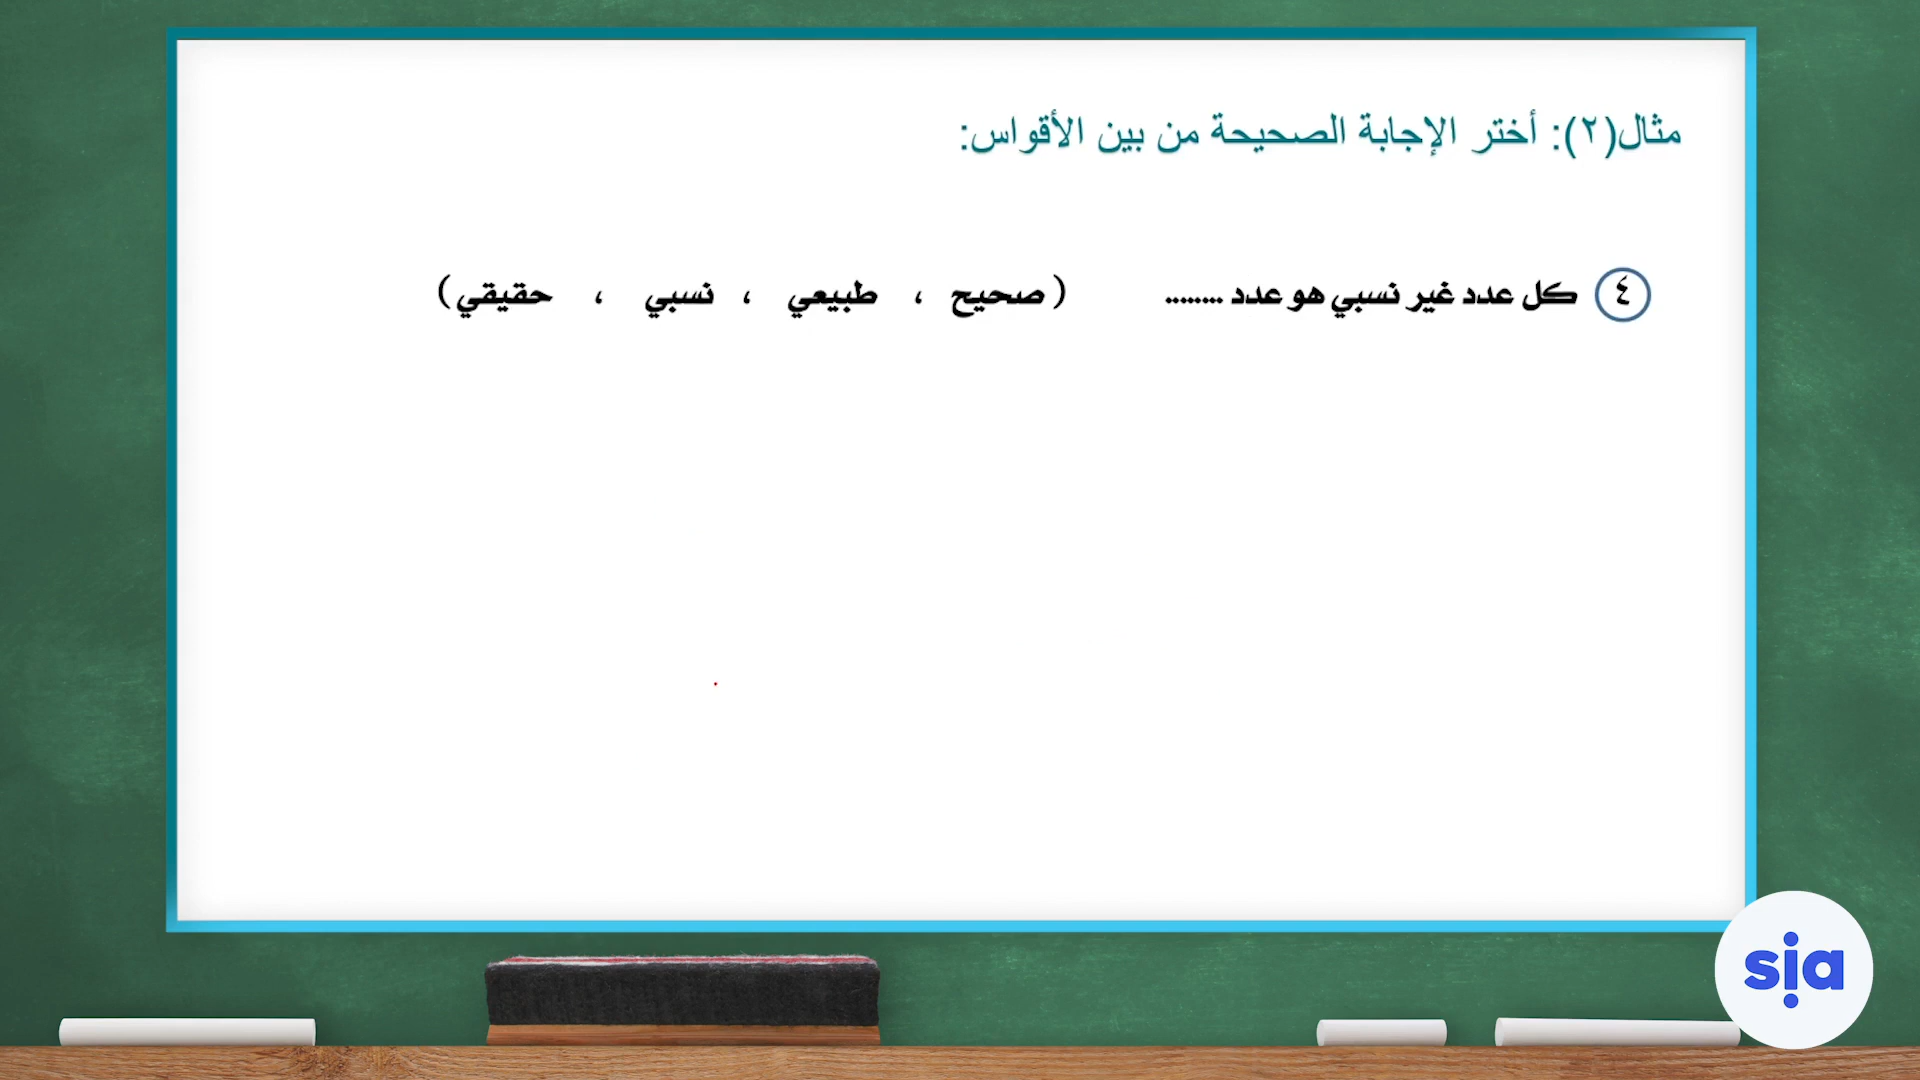 مثال(٢): أختر الإجابة الصحيحة من بين الأقواس:
٤ كل عدد غير نسبي هو عدد ........ ( صحيح ، طبيعي ، نسبي ، حقيقي )
sia